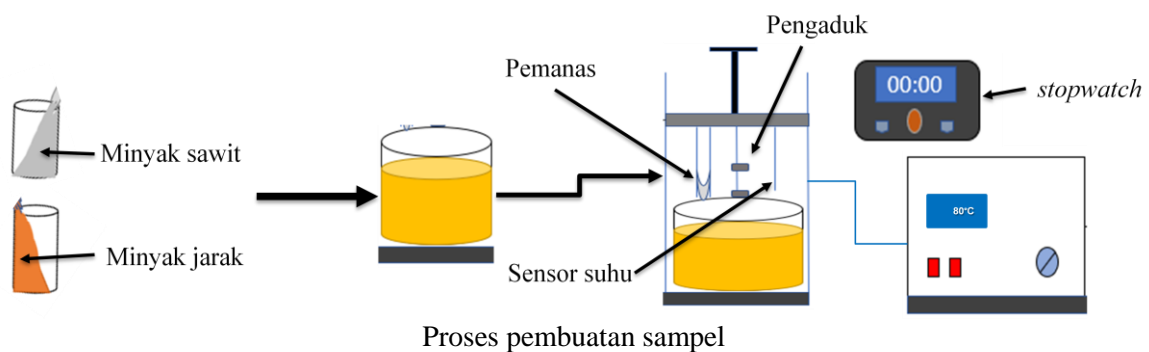 Pengaduk
Pemanas
00:00
stopwatch
Minyak sawit
80°C
Minyak jarak
Sensor suhu
Proses pembuatan sampel